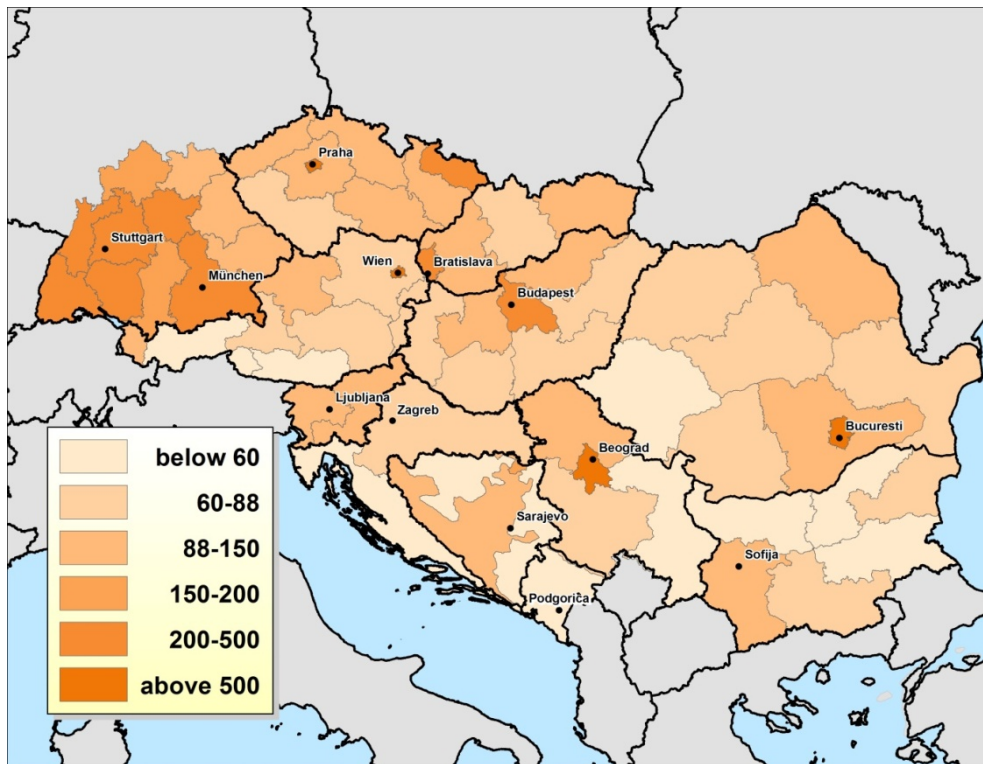 Praha
Stuttgart
München
Wien
Bratislava
Budapest
Ljubljana
Zagreb
Beograd
Bucuresti
Sarajevo
Sofija
Podgorica
below 60
60-88
88-150
150-200
200-500
above 500